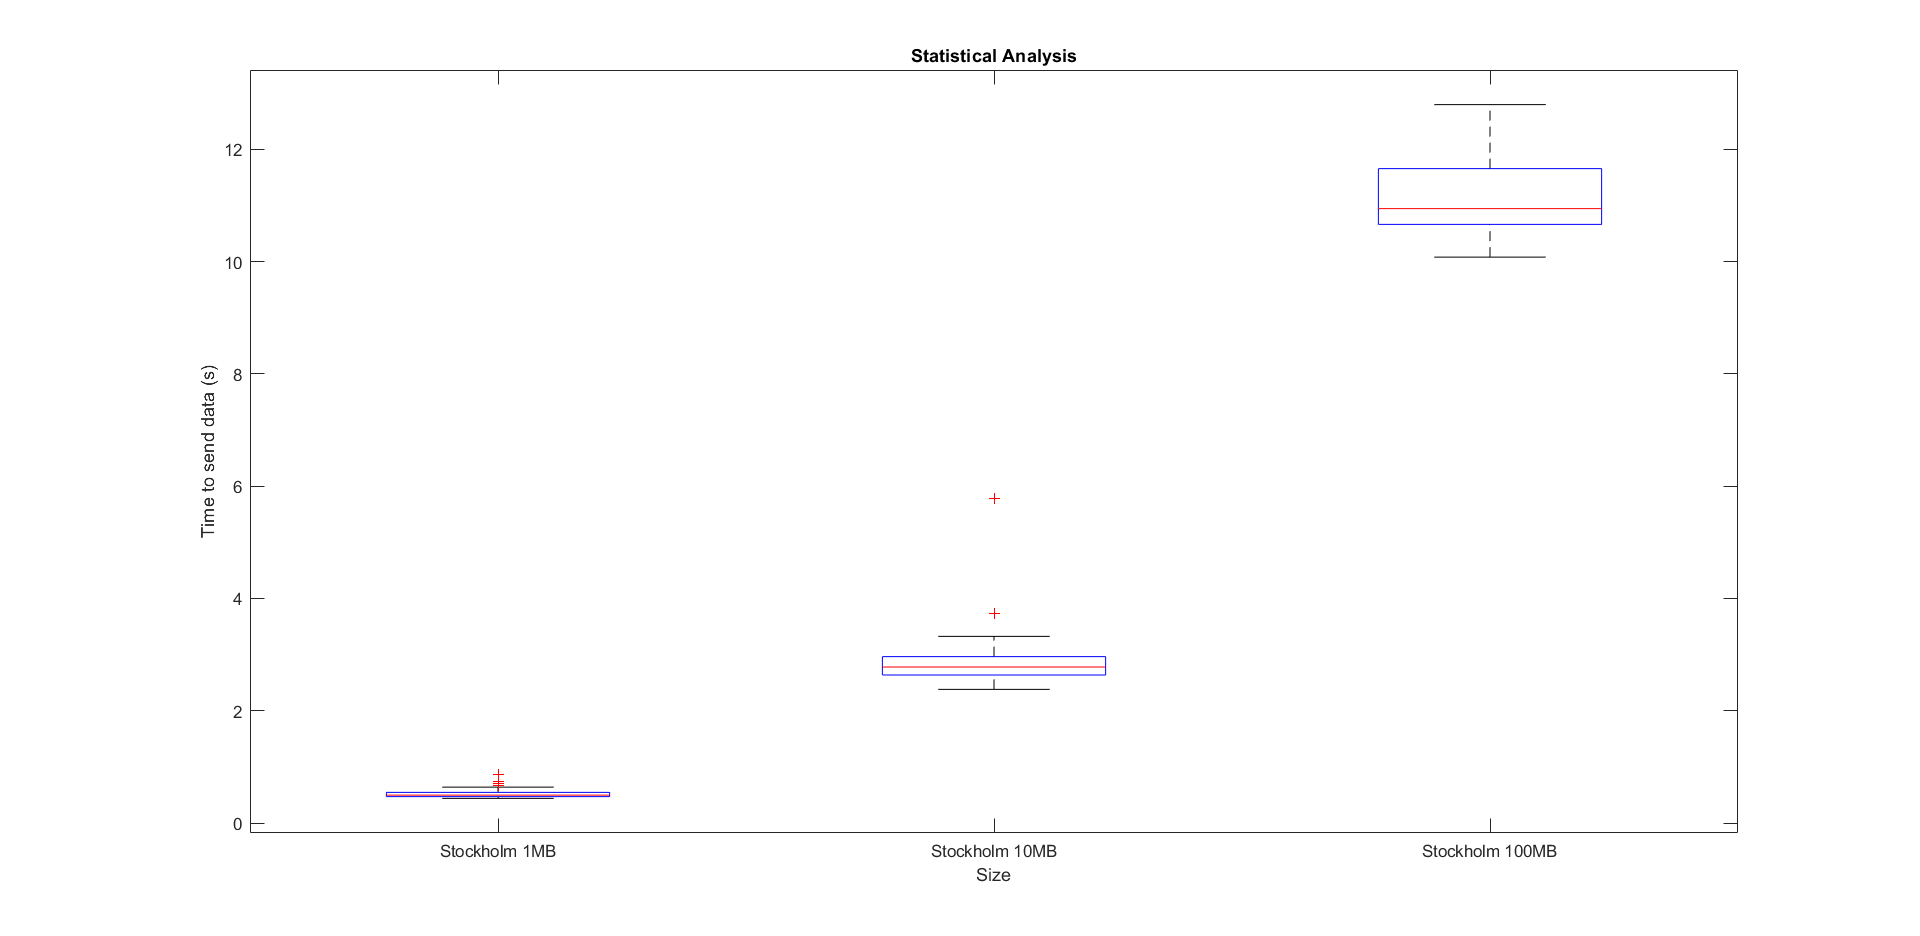 Statistical Analysis
Time to send data (s)
12
10
8
6
4
2
0
Stockholm 1MB
Stockholm 10MB
Stockholm 100MB
Size